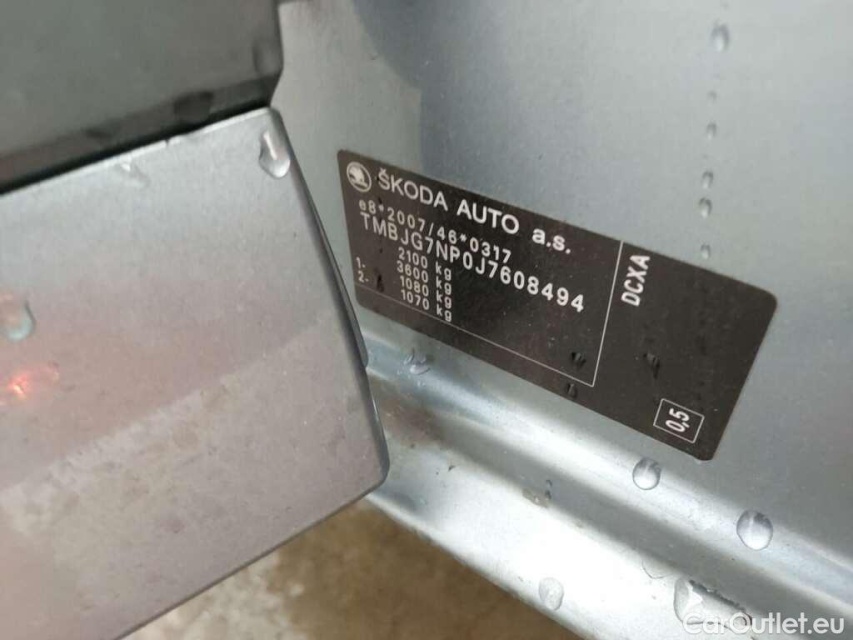 ŠKODA AUTO a.s.
e8*2007/46*0317
TMBJG7NP0J7608494
2100 kg
3600 kg
1- 1080 kg
2- 1070 kg
DCXA
0,5
CarOutlet.eu